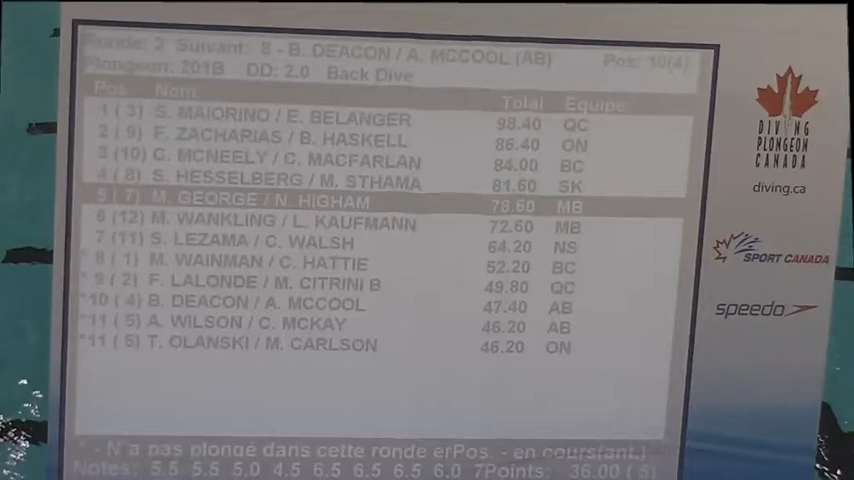 Ronde: 2 Suivant: 8 - B. DEACON / A. MCCOOL (AB) Pos: 10(4)
Plongeon: 201B DD: 2.0 Back Dive
Pos Nom Total Équipe
1 ( 3) S. MAIORINO / E. BELANGER 98.40 QC
2 ( 9) F. ZACHARIAS / B. HASKELL 86.40 ON
3 (10) C. MCNEELY / C. MACFARLAN 84.00 BC
4 ( 8) S. HESSELBERG / M. STHAMA 81.60 SK
5 ( 7) M. GEORGE / N. HIGHAM 78.60 MB
6 (12) M. WANKLING / L. KAUFMANN 72.60 MB
7 (11) S. LEZAMA / C. WALSH 64.20 NS
* 8 ( 1) M. WAINMAN / C. HATTIE 52.20 BC
* 9 ( 2) F. LALONDE / M. CITRINI B 49.80 QC
*10 ( 4) B. DEACON / A. MCCOOL 47.40 AB
*11 ( 5) A. WILSON / C. MCKAY 46.20 AB
*11 ( 5) T. OLANSKI / M. CARLSON 46.20 ON
* - N'a pas plongé dans cette ronde erPos. - en
Notes: 5.5 5.5 5.0 4.5 6.5 6.5 6.5 6.0 7Points: 36.00 ( 5)
DIVING
PLONGEON
CANADA
diving.ca
SPORT CANADA
speedo